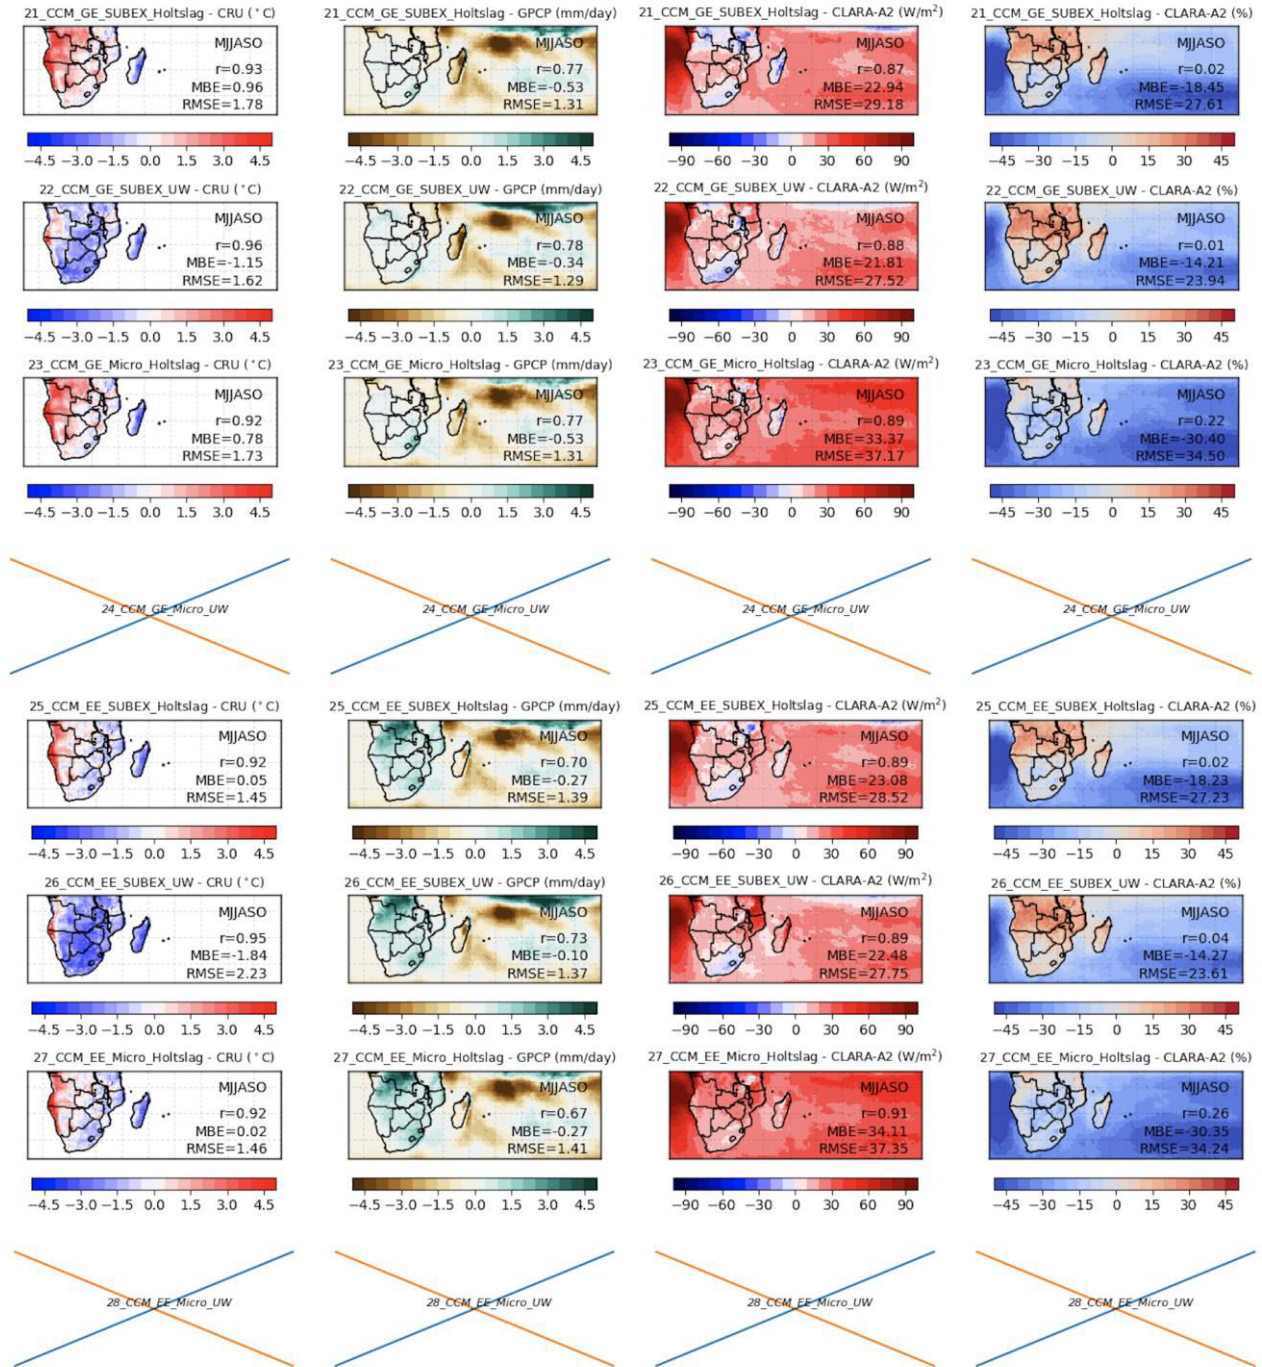 21_CCM_GE_SUBEX_Holtslag - CRU (°C)
MJJASO
r=0.93
MBE=0.96
RMSE=1.78
−4.5 −3.0 −1.5 0.0 1.5 3.0 4.5
21_CCM_GE_SUBEX_Holtslag - GPCP (mm/day)
MJJASO
r=0.77
MBE=-0.53
RMSE=1.31
−4.5 −3.0 −1.5 0.0 1.5 3.0 4.5
21_CCM_GE_SUBEX_Holtslag - CLARA-A2 (W/m²)
MJJASO
r=0.87
MBE=22.94
RMSE=29.18
−90 −60 −30 0 30 60 90
21_CCM_GE_SUBEX_Holtslag - CLARA-A2 (%)
MJJASO
r=0.02
MBE=-18.45
RMSE=27.61
−45 −30 −15 0 15 30 45
22_CCM_GE_SUBEX_UW - CRU (°C)
MJJASO
r=0.96
MBE=-1.15
RMSE=1.62
−4.5 −3.0 −1.5 0.0 1.5 3.0 4.5
22_CCM_GE_SUBEX_UW - GPCP (mm/day)
MJJASO
r=0.78
MBE=-0.34
RMSE=1.29
−4.5 −3.0 −1.5 0.0 1.5 3.0 4.5
22_CCM_GE_SUBEX_UW - CLARA-A2 (W/m²)
MJJASO
r=0.88
MBE=21.81
RMSE=27.52
−90 −60 −30 0 30 60 90
22_CCM_GE_SUBEX_UW - CLARA-A2 (%)
MJJASO
r=0.01
MBE=-14.21
RMSE=23.94
−45 −30 −15 0 15 30 45
23_CCM_GE_Micro_Holtslag - CRU (°C)
MJJASO
r=0.92
MBE=0.78
RMSE=1.73
−4.5 −3.0 −1.5 0.0 1.5 3.0 4.5
23_CCM_GE_Micro_Holtslag - GPCP (mm/day)
MJJASO
r=0.77
MBE=-0.53
RMSE=1.31
−4.5 −3.0 −1.5 0.0 1.5 3.0 4.5
23_CCM_GE_Micro_Holtslag - CLARA-A2 (W/m²)
MJJASO
r=0.89
MBE=33.37
RMSE=37.17
−90 −60 −30 0 30 60 90
23_CCM_GE_Micro_Holtslag - CLARA-A2 (%)
MJJASO
r=0.22
MBE=-30.40
RMSE=34.50
−45 −30 −15 0 15 30 45
24_CCM_GE_Micro_UW
24_CCM_GE_Micro_UW
24_CCM_GE_Micro_UW
24_CCM_GE_Micro_UW
25_CCM_EE_SUBEX_Holtslag - CRU (°C)
MJJASO
r=0.92
MBE=0.05
RMSE=1.45
−4.5 −3.0 −1.5 0.0 1.5 3.0 4.5
25_CCM_EE_SUBEX_Holtslag - GPCP (mm/day)
MJJASO
r=0.70
MBE=-0.27
RMSE=1.39
−4.5 −3.0 −1.5 0.0 1.5 3.0 4.5
25_CCM_EE_SUBEX_Holtslag - CLARA-A2 (W/m²)
MJJASO
r=0.89
MBE=23.08
RMSE=28.52
−90 −60 −30 0 30 60 90
25_CCM_EE_SUBEX_Holtslag - CLARA-A2 (%)
MJJASO
r=0.02
MBE=-18.23
RMSE=27.23
−45 −30 −15 0 15 30 45
26_CCM_EE_SUBEX_UW - CRU (°C)
MJJASO
r=0.95
MBE=-1.84
RMSE=2.23
−4.5 −3.0 −1.5 0.0 1.5 3.0 4.5
26_CCM_EE_SUBEX_UW - GPCP (mm/day)
MJJASO
r=0.73
MBE=-0.10
RMSE=1.37
−4.5 −3.0 −1.5 0.0 1.5 3.0 4.5
26_CCM_EE_SUBEX_UW - CLARA-A2 (W/m²)
MJJASO
r=0.89
MBE=22.48
RMSE=27.75
−90 −60 −30 0 30 60 90
26_CCM_EE_SUBEX_UW - CLARA-A2 (%)
MJJASO
r=0.04
MBE=-14.27
RMSE=23.61
−45 −30 −15 0 15 30 45
27_CCM_EE_Micro_Holtslag - CRU (°C)
MJJASO
r=0.92
MBE=0.02
RMSE=1.46
−4.5 −3.0 −1.5 0.0 1.5 3.0 4.5
27_CCM_EE_Micro_Holtslag - GPCP (mm/day)
MJJASO
r=0.67
MBE=-0.27
RMSE=1.41
−4.5 −3.0 −1.5 0.0 1.5 3.0 4.5
27_CCM_EE_Micro_Holtslag - CLARA-A2 (W/m²)
MJJASO
r=0.91
MBE=34.11
RMSE=37.35
−90 −60 −30 0 30 60 90
27_CCM_EE_Micro_Holtslag - CLARA-A2 (%)
MJJASO
r=0.26
MBE=-30.35
RMSE=34.24
−45 −30 −15 0 15 30 45
28_CCM_EE_Micro_UW
28_CCM_EE_Micro_UW
28_CCM_EE_Micro_UW
28_CCM_EE_Micro_UW